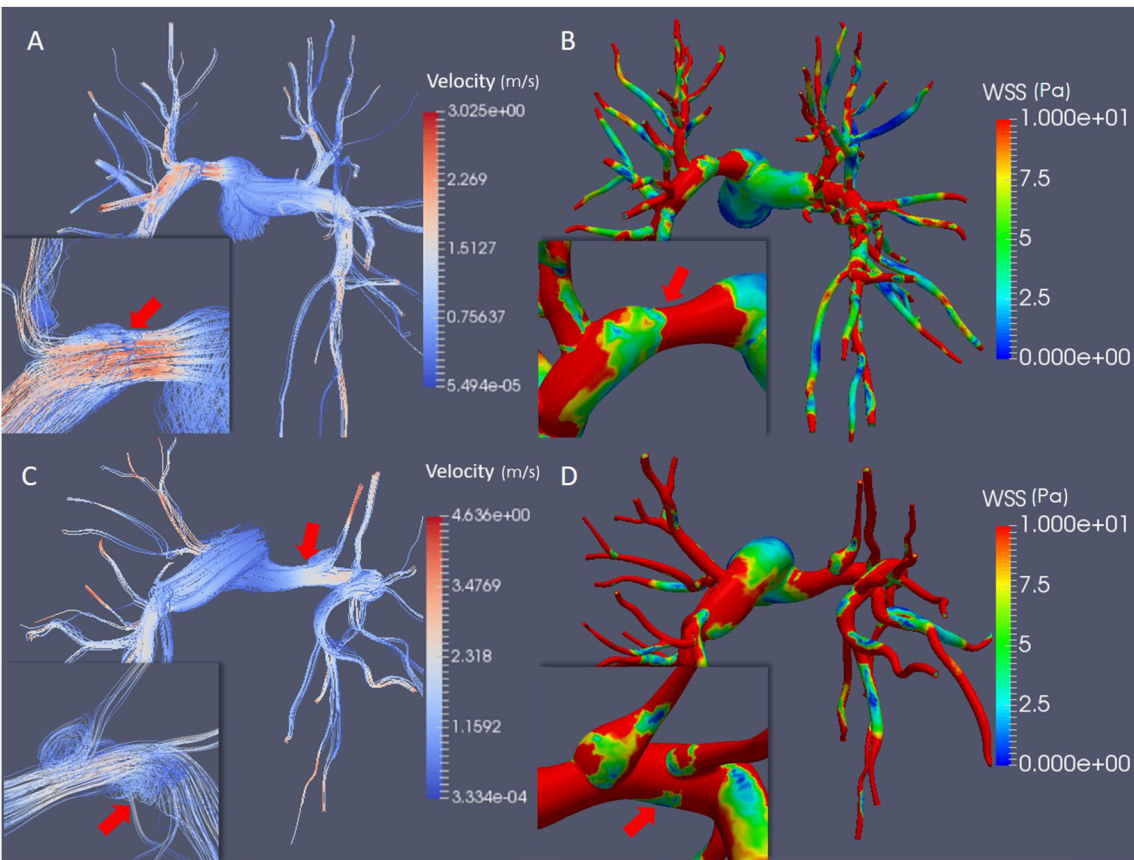 A
Velocity (m/s)
3.025e+00
2.269
1.5127
0.75637
5.494e-05
B
WSS (Pa)
1.000e+01
7.5
5
2.5
0.000e+00
C
Velocity (m/s)
4.636e+00
3.4769
2.318
1.1592
3.334e-04
D
WSS (Pa)
1.000e+01
7.5
5
2.5
0.000e+00